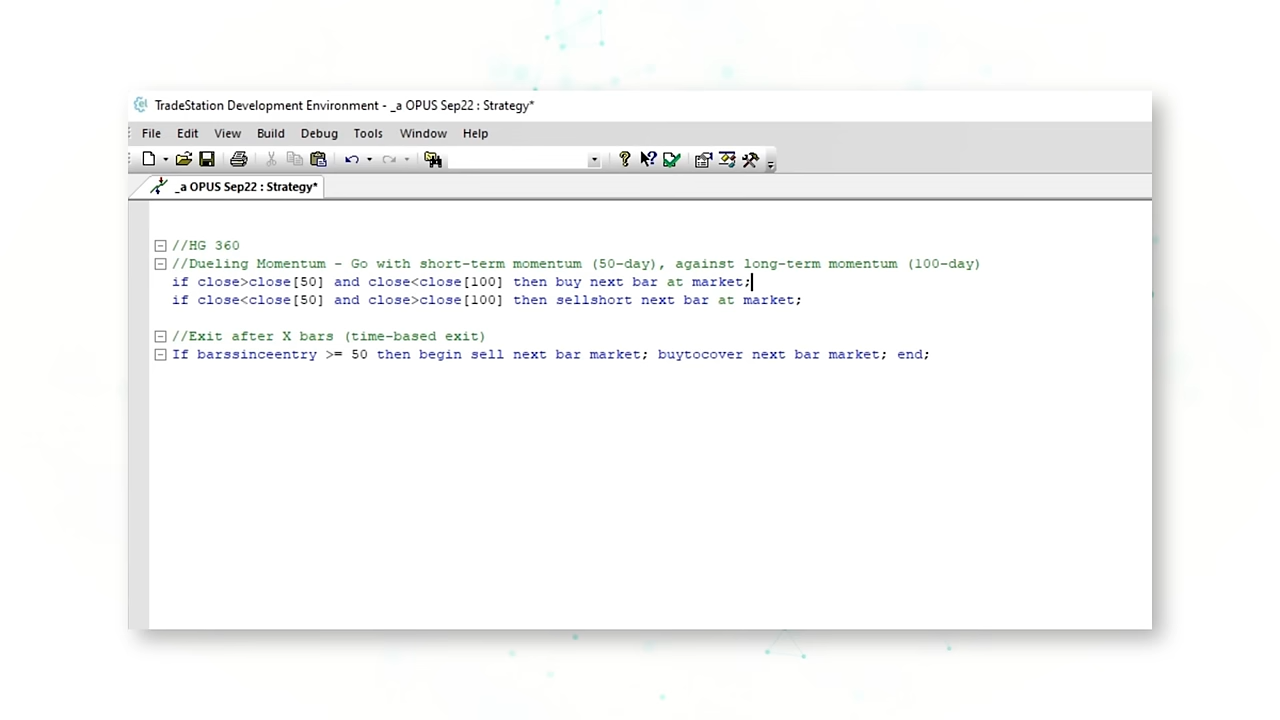 TradeStation Development Environment - _a OPUS Sep22 : Strategy*
File Edit View Build Debug Tools Window Help
_a OPUS Sep22 : Strategy*
//HG 360
//Dueling Momentum - Go with short-term momentum (50-day), against long-term momentum (100-day)
if close>close[50] and close<close[100] then buy next bar at market;
if close<close[50] and close>close[100] then sellshort next bar at market;
//Exit after X bars (time-based exit)
If barssinceentry >= 50 then begin sell next bar market; buytocover next bar market; end;